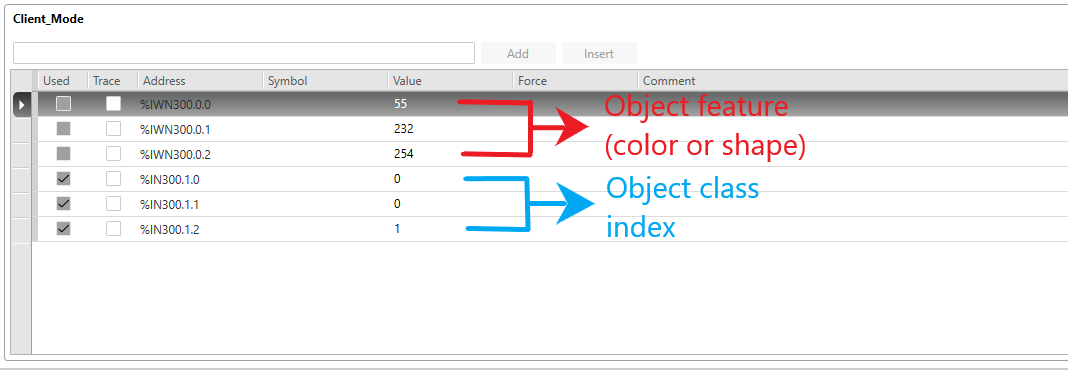 Client_Mode
Add Insert
Used Trace Address Symbol Value Force Comment
%IWN300.0.0 55
%IWN300.0.1 232
%IWN300.0.2 254
%IN300.1.0 0
%IN300.1.1 0
%IN300.1.2 1
Object feature
(color or shape)
Object class
index